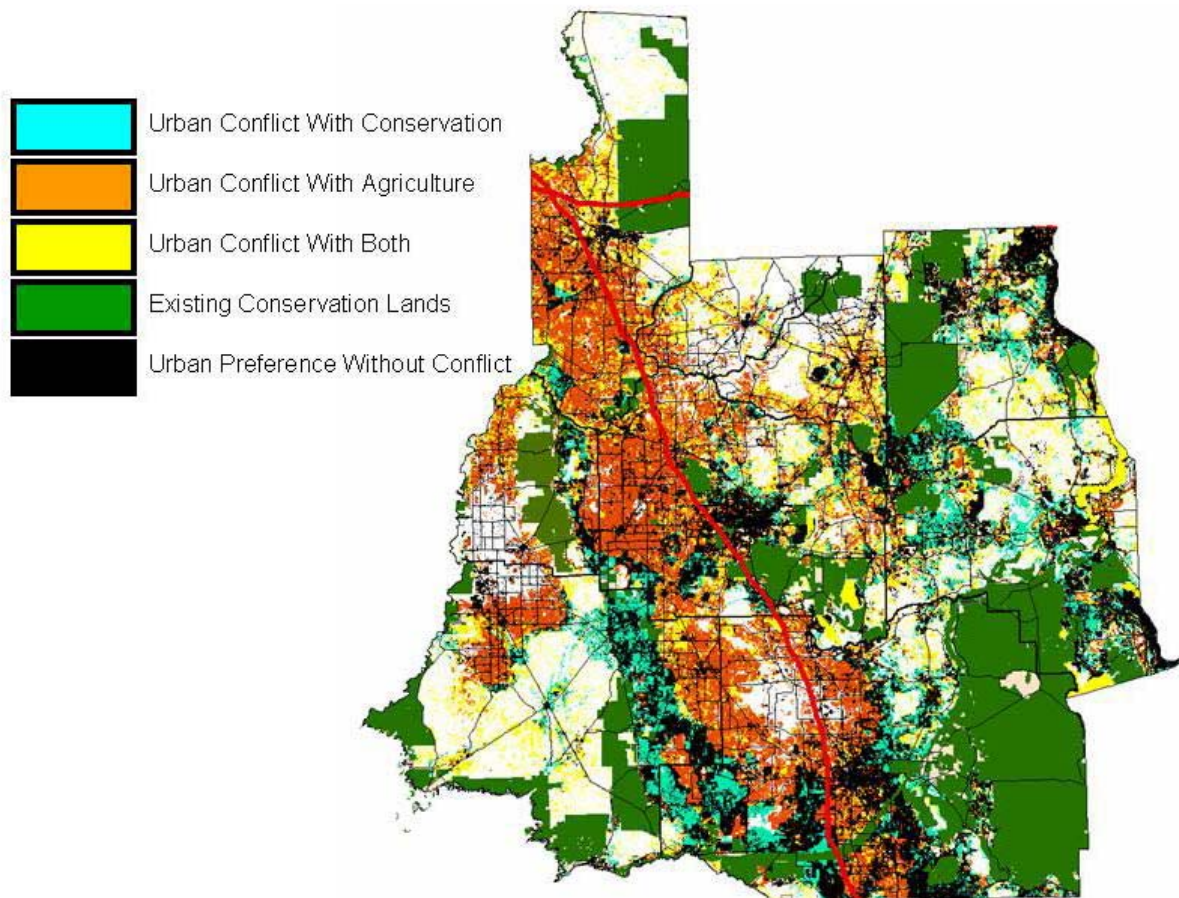 Urban Conflict With Conservation
Urban Conflict With Agriculture
Urban Conflict With Both
Existing Conservation Lands
Urban Preference Without Conflict